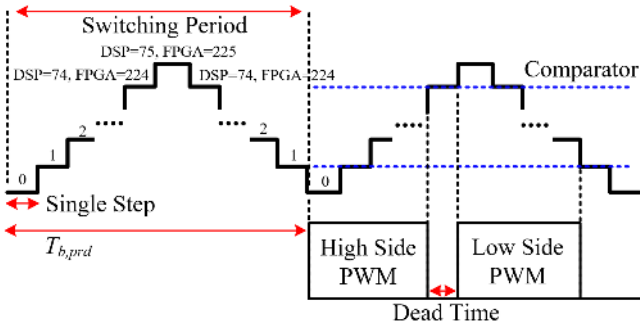 Switching Period
DSP=75, FPGA=225
DSP=74, FPGA=224
DSP=74, FPGA=224
Comparator
0
1
2
.....
.....
2
1
0
.....
.....
Single Step
Tb,prd
High Side
PWM
Low Side
PWM
Dead Time